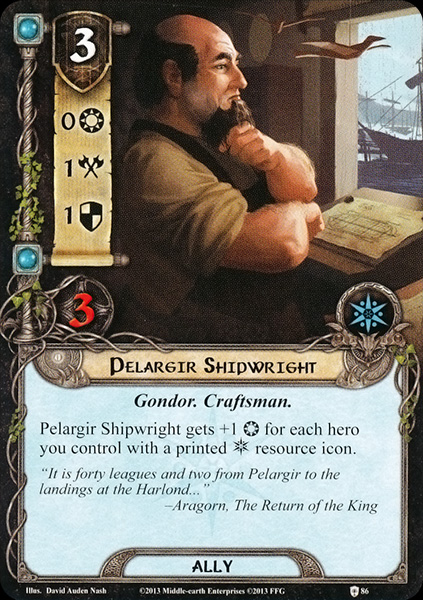 3
0
1
1
3
Pelargir Shipwright
Gondor. Craftsman.
Pelargir Shipwright gets +1 for each hero
you control with a printed resource icon.
“It is forty leagues and two from Pelargir to the
landings at the Harlond...”
–Aragorn, The Return of the King
ALLY
Illus. David Auden Nash ©2013 Middle-earth Enterprises ©2013 FFG 86